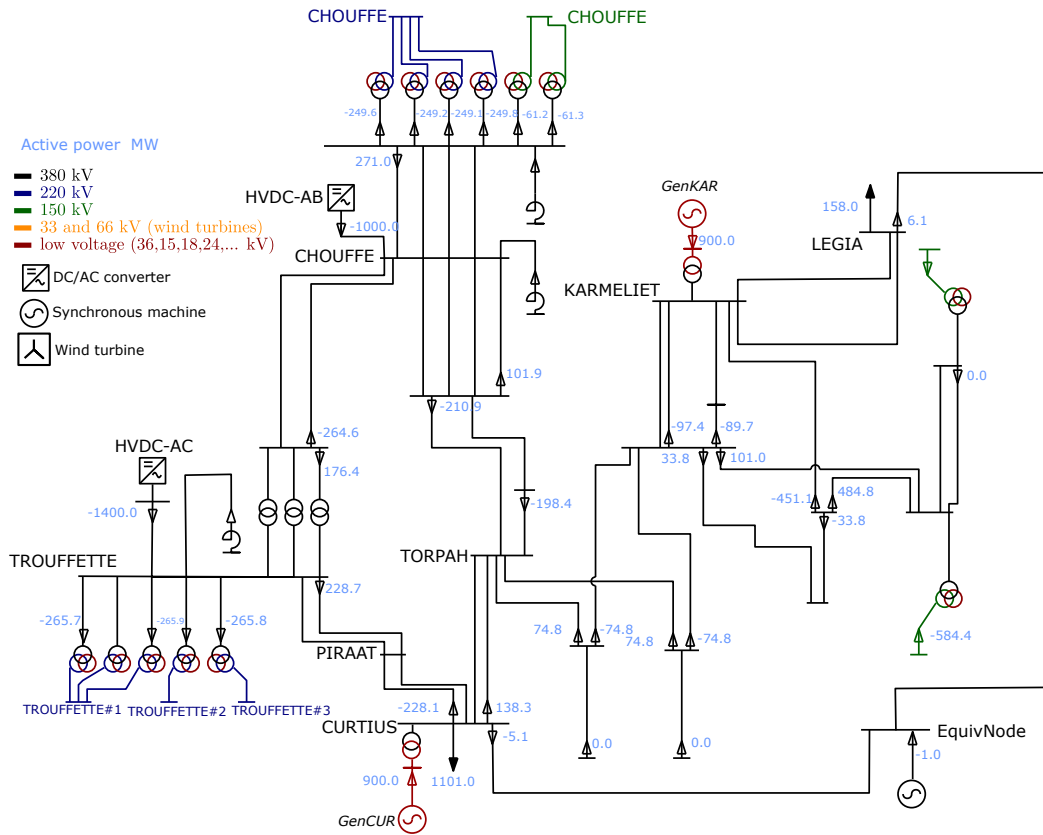 CHOUFFE
CHOUFFE
-249.6
-249.2
-249.1
-249.8
-61.2
-61.3
Active power MW
380 kV
220 kV
150 kV
33 and 66 kV (wind turbines)
low voltage (36,15,18,24,... kV)
DC/AC converter
Synchronous machine
Wind turbine
271.0
HVDC-AB
-1000.0
CHOUFFE
GenKAR
900.0
158.0
6.1
LEGIA
KARMELIET
101.9
0.0
-210.9
-264.6
176.4
HVDC-AC
-1400.0
-97.4
-89.7
33.8
101.0
-198.4
-451.1
484.8
-33.8
TROUFFETTE
TORPAH
228.7
-265.7
-265.9
-265.8
74.8
-74.8
74.8
-74.8
-584.4
PIRAAT
TROUFFETTE#1
TROUFFETTE#2
TROUFFETTE#3
-228.1
138.3
CURTIUS
-5.1
EquivNode
0.0
0.0
-1.0
900.0
1101.0
GenCUR